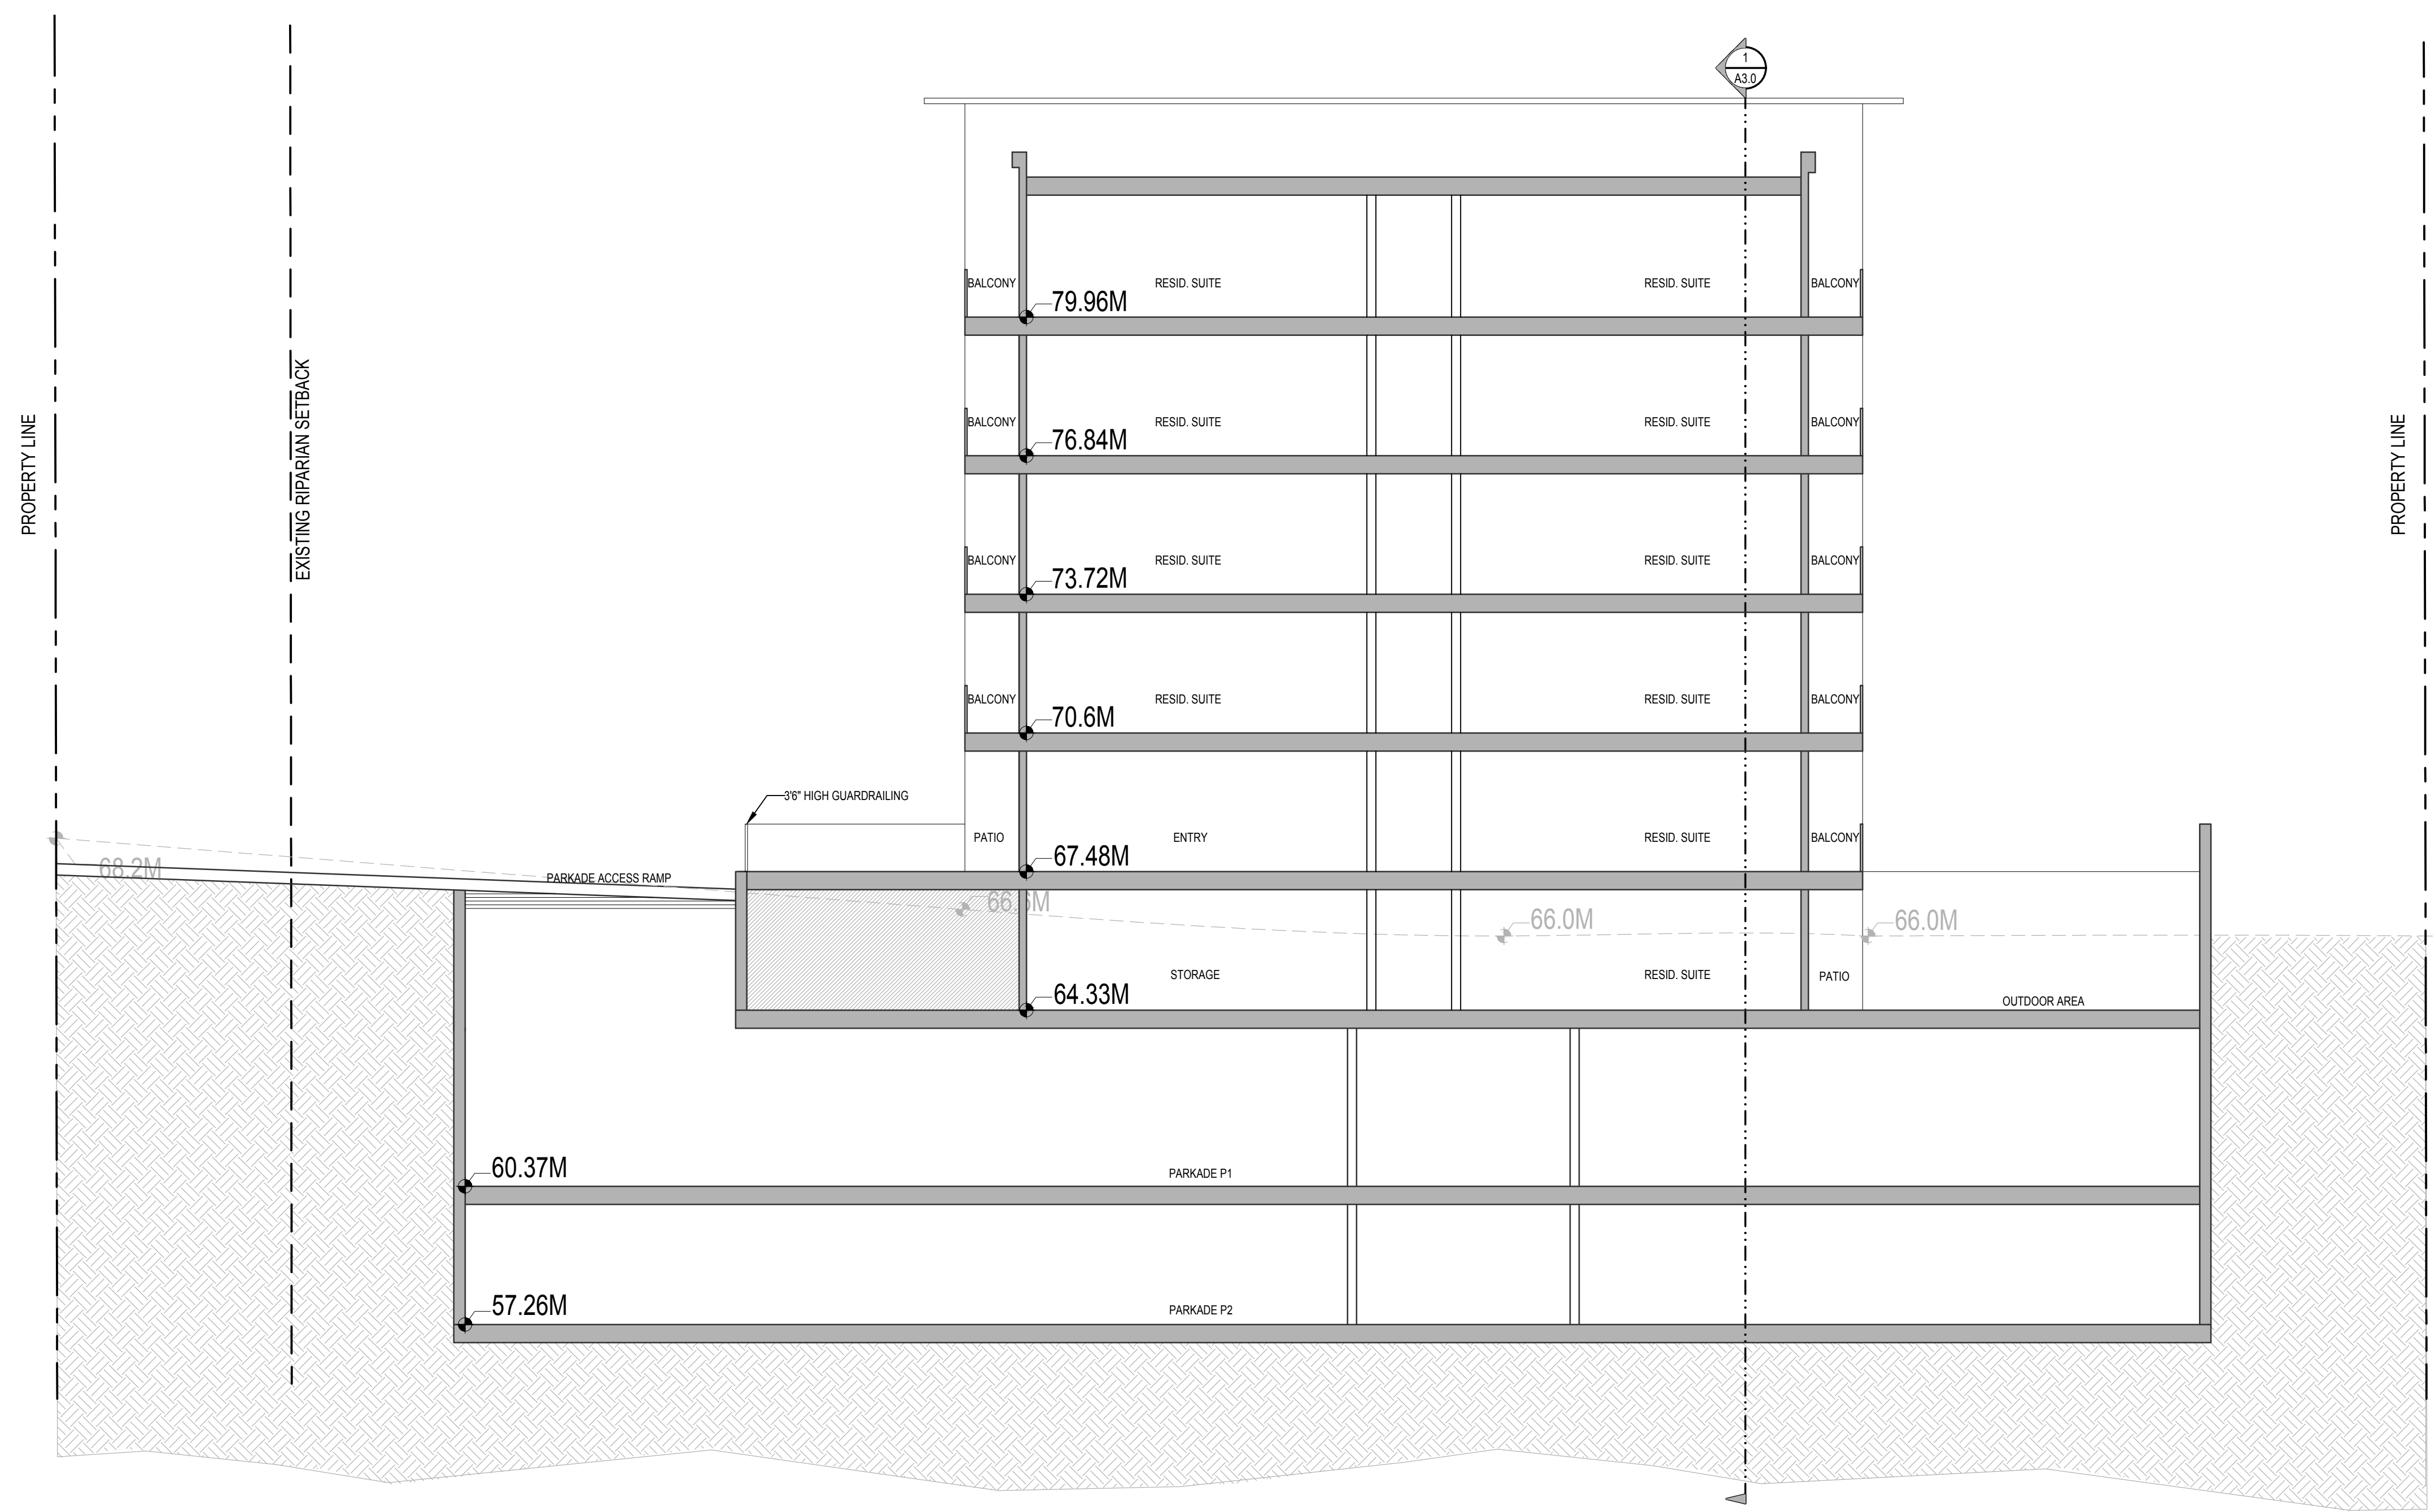 1
A3.0
BALCONY
RESID. SUITE
RESID. SUITE
BALCONY
79.96M
EXISTING RIPARIAN SETBACK
PROPERTY LINE
PROPERTY LINE
BALCONY
RESID. SUITE
RESID. SUITE
BALCONY
76.84M
BALCONY
RESID. SUITE
RESID. SUITE
BALCONY
73.72M
BALCONY
RESID. SUITE
RESID. SUITE
BALCONY
70.6M
3'6" HIGH GUARDRAILING
PATIO
ENTRY
RESID. SUITE
BALCONY
67.48M
68.2M
PARKADE ACCESS RAMP
66.6M
66.0M
66.0M
STORAGE
RESID. SUITE
PATIO
64.33M
OUTDOOR AREA
60.37M
PARKADE P1
57.26M
PARKADE P2